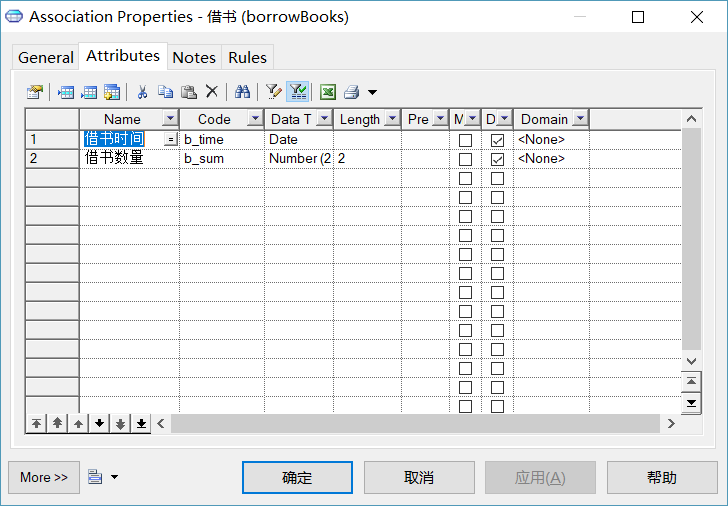 Association Properties - 借书 (borrowBooks)
General Attributes Notes Rules
Name Code Data T Length Pre M D Domain
1 借书时间 = b_time Date <None>
2 借书数量 b_sum Number (2 2 <None>
More >> 确定 取消 应用(A) 帮助